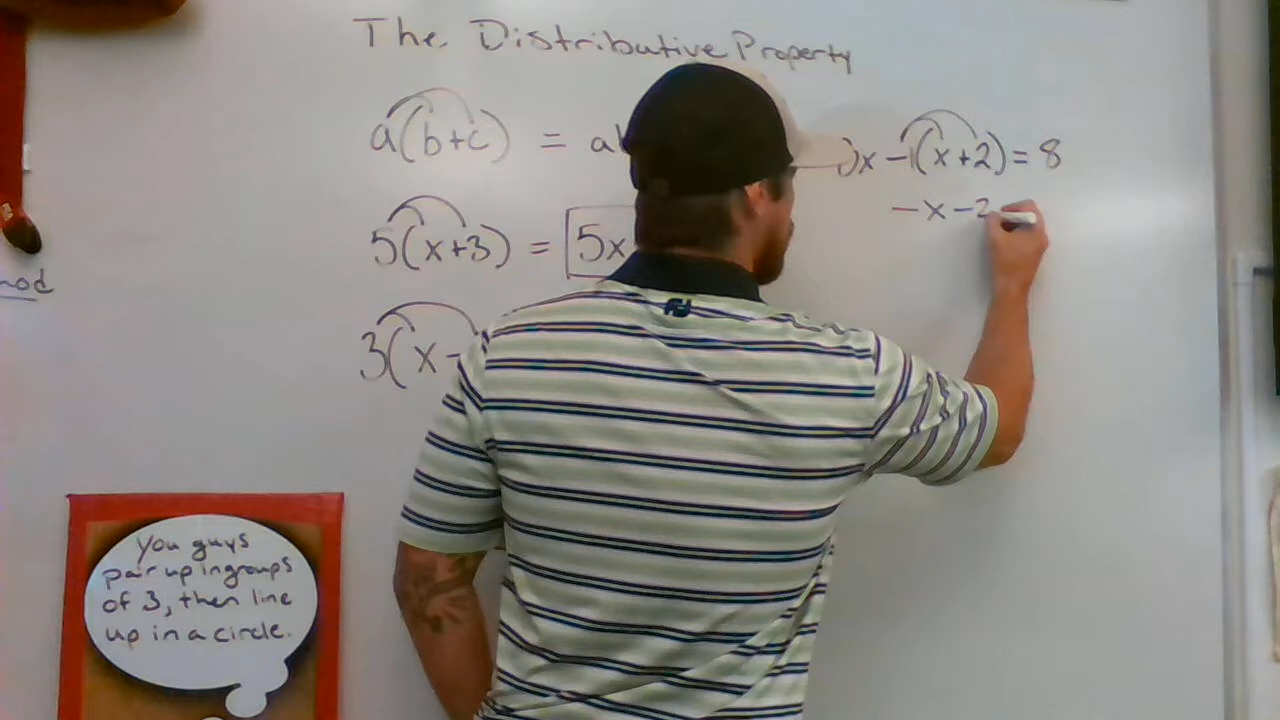 The Distributive Property
a(b+c) = a
5(x+3) = 5x
3(x-
x-1(x+2)=8
-x-2
You guys
pair up in groups
of 3, then line
up in a circle.
FJ